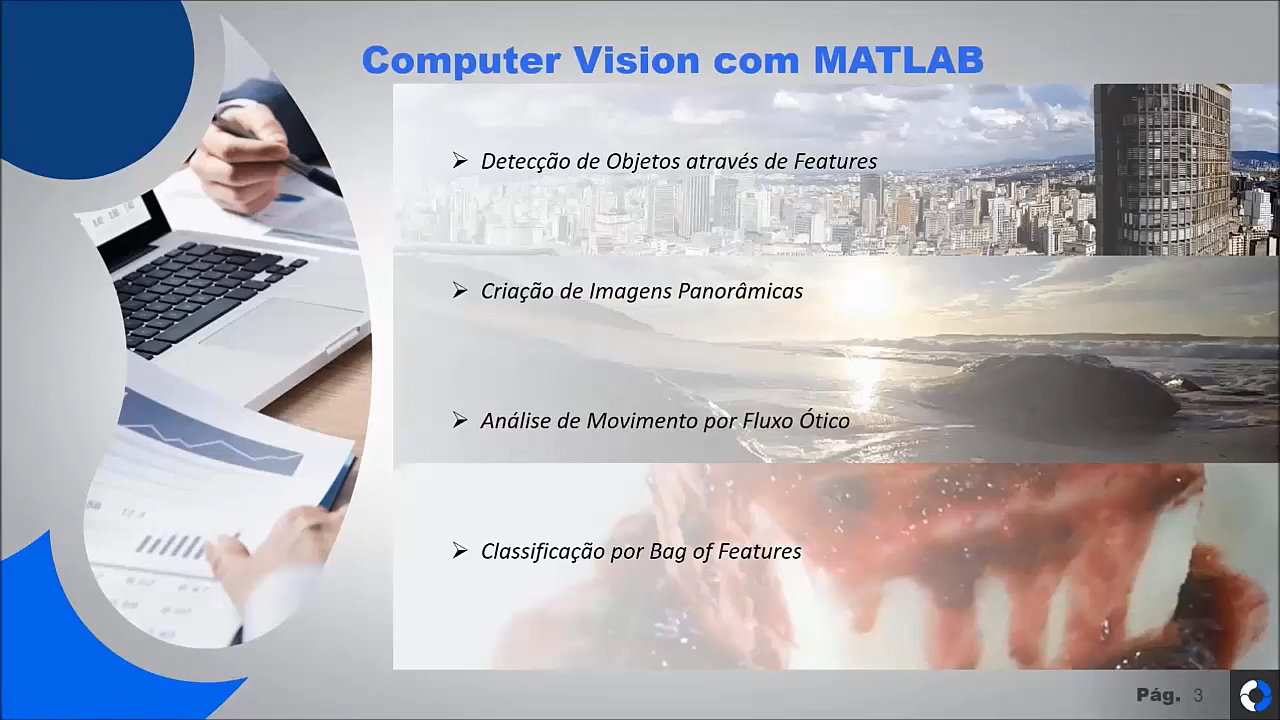 Computer Vision com MATLAB
➢ Detecção de Objetos através de Features
➢ Criação de Imagens Panorâmicas
➢ Análise de Movimento por Fluxo Ótico
➢ Classificação por Bag of Features
Pág. 3